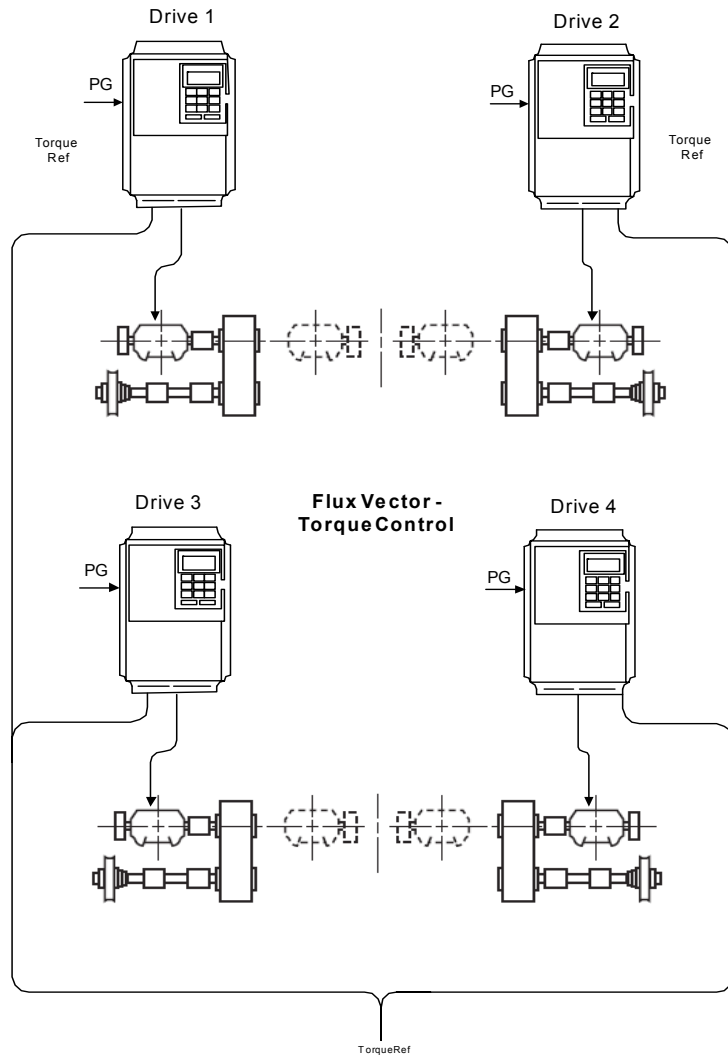 Drive 1
Drive 2
PG
PG
Torque
Ref
Torque
Ref
Drive 3
Flux Vector -
Torque Control
Drive 4
PG
PG
TorqueRef